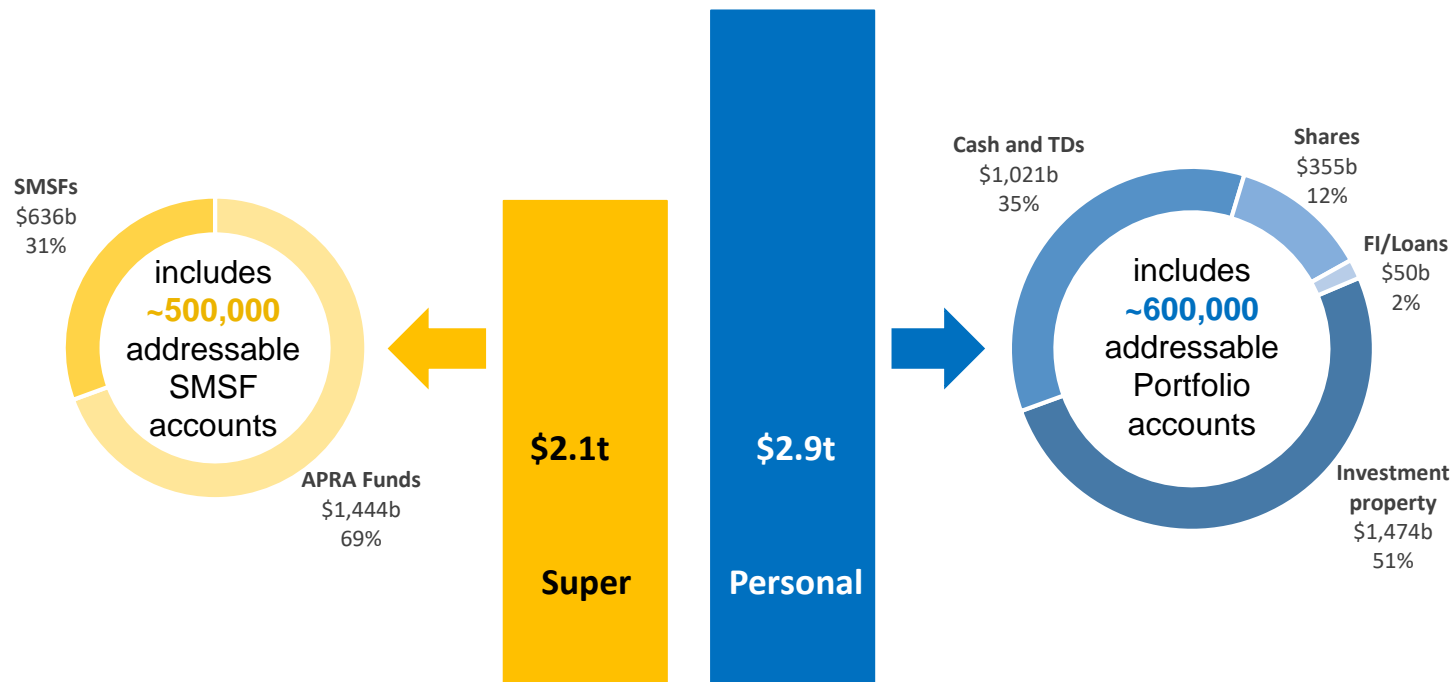 SMSFs
$636b
31%
includes
~500,000
addressable
SMSF
accounts
APRA Funds
$1,444b
69%
$2.1t
Super
$2.9t
Personal
Cash and TDs
$1,021b
35%
Shares
$355b
12%
FI/Loans
$50b
2%
includes
~600,000
addressable
Portfolio
accounts
Investment
property
$1,474b
51%